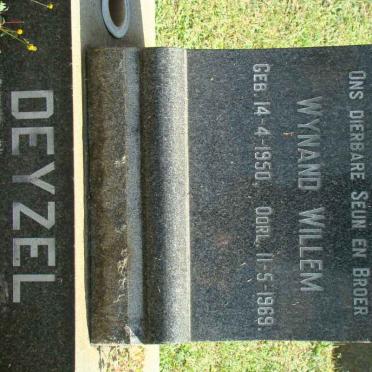 ONS DIERBARE SEUN EN BROER
WYNAND WILLEM
GEB. 14-4-1950. OORL. 11-5-1969.
DEYZEL